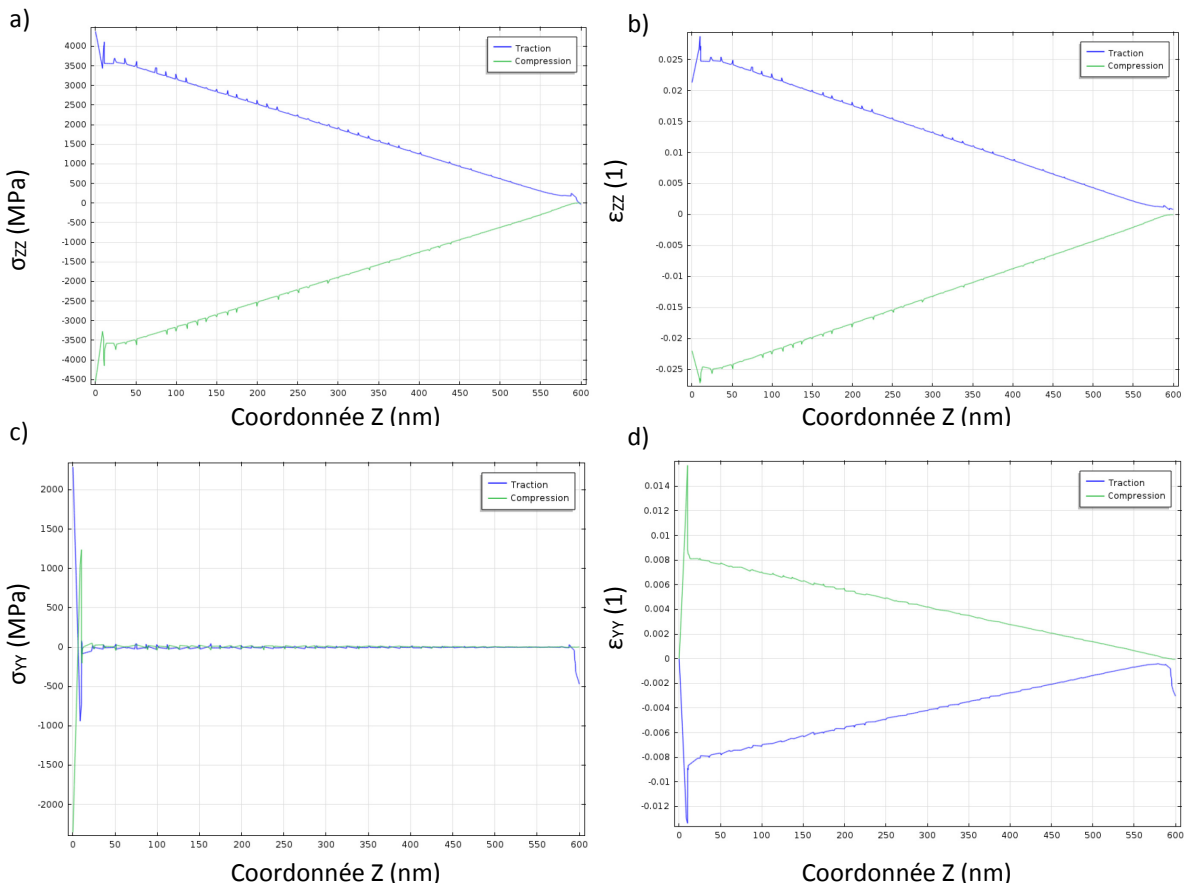 a)
4000
3500
3000
2500
2000
1500
1000
500
0
-500
-1000
-1500
-2000
-2500
-3000
-3500
-4000
-4500
σZZ (MPa)
Traction
Compression
0 50 100 150 200 250 300 350 400 450 500 550 600
Coordonnée Z (nm)
b)
0.025
0.02
0.015
0.01
0.005
0
-0.005
-0.01
-0.015
-0.02
-0.025
εZZ (1)
Traction
Compression
0 50 100 150 200 250 300 350 400 450 500 550 600
Coordonnée Z (nm)
c)
2000
1500
1000
500
0
-500
-1000
-1500
-2000
σYY (MPa)
Traction
Compression
0 50 100 150 200 250 300 350 400 450 500 550 600
Coordonnée Z (nm)
d)
0.014
0.012
0.01
0.008
0.006
0.004
0.002
0
-0.002
-0.004
-0.006
-0.008
-0.01
-0.012
εYY (1)
Traction
Compression
0 50 100 150 200 250 300 350 400 450 500 550 600
Coordonnée Z (nm)